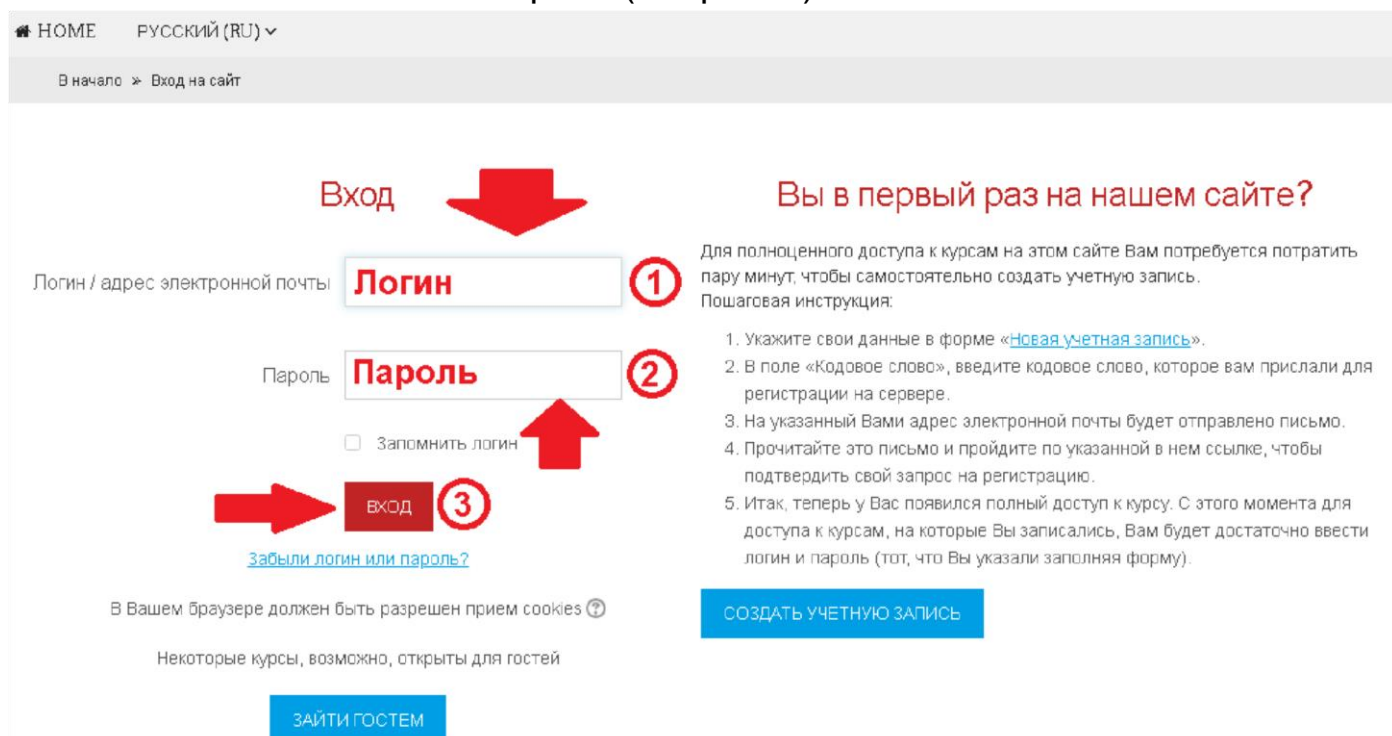 HOME РУССКИЙ (RU)
В начало » Вход на сайт
Вход
Логин / адрес электронной почты Логин 1
Пароль Пароль 2
Запомнить логин
ВХОД 3
Забыли логин или пароль?
В Вашем браузере должен быть разрешен прием cookies ?
Некоторые курсы, возможно, открыты для гостей
ЗАЙТИ ГОСТЕМ
Вы в первый раз на нашем сайте?
Для полноценного доступа к курсам на этом сайте Вам потребуется потратить
пару минут, чтобы самостоятельно создать учетную запись.
Пошаговая инструкция:
1. Укажите свои данные в форме «Новая учетная запись».
2. В поле «Кодовое слово», введите кодовое слово, которое вам прислали для
регистрации на сервере.
3. На указанный Вами адрес электронной почты будет отправлено письмо.
4. Прочитайте это письмо и пройдите по указанной в нем ссылке, чтобы
подтвердить свой запрос на регистрацию.
5. Итак, теперь у Вас появился полный доступ к курсу. С этого момента для
доступа к курсам, на которые Вы записались, Вам будет достаточно ввести
логин и пароль (тот, что Вы указали заполняя форму).
СОЗДАТЬ УЧЕТНУЮ ЗАПИСЬ